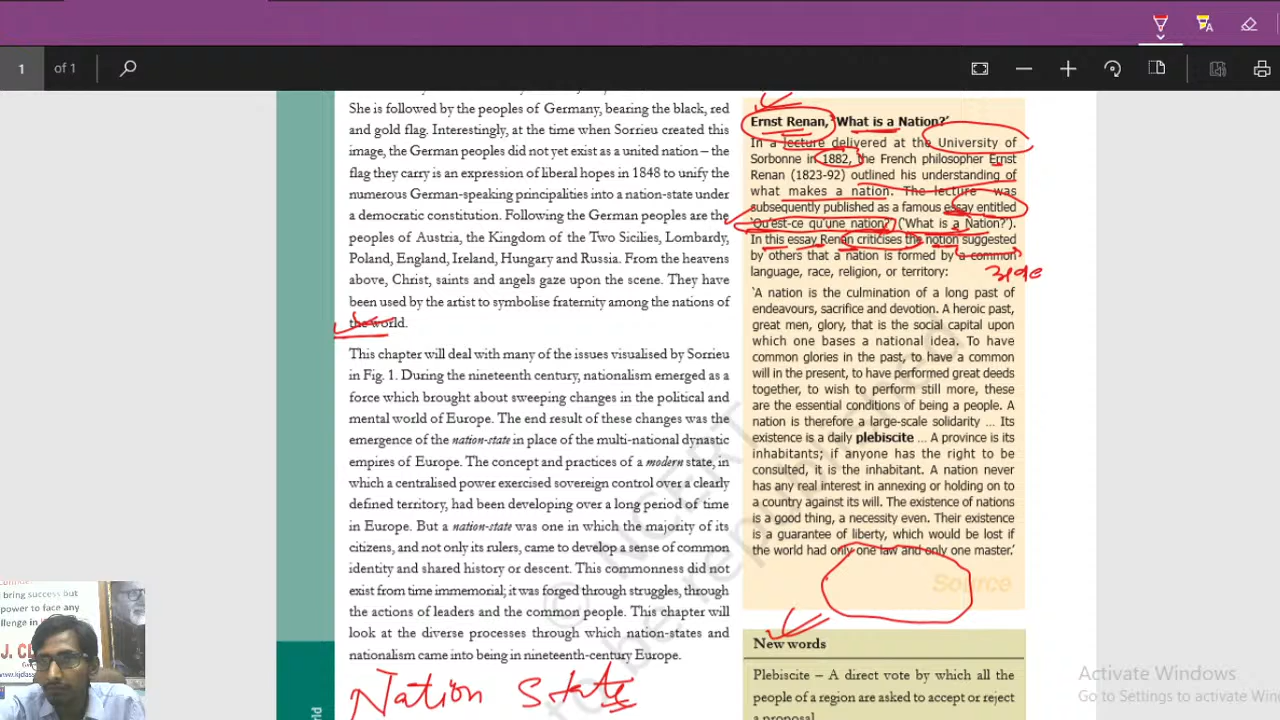 1 of 1
She is followed by the peoples of Germany, bearing the black, red
and gold flag. Interestingly, at the time when Sorrieu created this
image, the German peoples did not yet exist as a united nation – the
flag they carry is an expression of liberal hopes in 1848 to unify the
numerous German-speaking principalities into a nation-state under
a democratic constitution. Following the German peoples are the
peoples of Austria, the Kingdom of the Two Sicilies, Lombardy,
Poland, England, Ireland, Hungary and Russia. From the heavens
above, Christ, saints and angels gaze upon the scene. They have
been used by the artist to symbolise fraternity among the nations of
the world.
This chapter will deal with many of the issues visualised by Sorrieu
in Fig. 1. During the nineteenth century, nationalism emerged as a
force which brought about sweeping changes in the political and
mental world of Europe. The end result of these changes was the
emergence of the nation-state in place of the multi-national dynastic
empires of Europe. The concept and practices of a modern state, in
which a centralised power exercised sovereign control over a clearly
defined territory, had been developing over a long period of time
in Europe. But a nation-state was one in which the majority of its
citizens, and not only its rulers, came to develop a sense of common
identity and shared history or descent. This commonness did not
exist from time immemorial; it was forged through struggles, through
the actions of leaders and the common people. This chapter will
look at the diverse processes through which nation-states and
nationalism came into being in nineteenth-century Europe.
Nation States
Ernst Renan, ‘What is a Nation?’
In a lecture delivered at the University of
Sorbonne in 1882, the French philosopher Ernst
Renan (1823-92) outlined his understanding of
what makes a nation. The lecture was
subsequently published as a famous essay entitled
‘Qu’est-ce qu’une nation?’ (‘What is a Nation?’).
In this essay Renan criticises the notion suggested
by others that a nation is formed by a common
language, race, religion, or territory:
‘A nation is the culmination of a long past of
endeavours, sacrifice and devotion. A heroic past,
great men, glory, that is the social capital upon
which one bases a national idea. To have
common glories in the past, to have a common
will in the present, to have performed great deeds
together, to wish to perform still more, these
are the essential conditions of being a people. A
nation is therefore a large-scale solidarity … Its
existence is a daily plebiscite … A province is its
inhabitants; if anyone has the right to be
consulted, it is the inhabitant. A nation never
has any real interest in annexing or holding on to
a country against its will. The existence of nations
is a good thing, a necessity even. Their existence
is a guarantee of liberty, which would be lost if
the world had only one law and only one master.’
Source
New words
Plebiscite – A direct vote by which all the
people of a region are asked to accept or reject
a proposal
© NCERT
be republished
Activate Windows
Go to Settings to activate Win
bring success but
power to face any